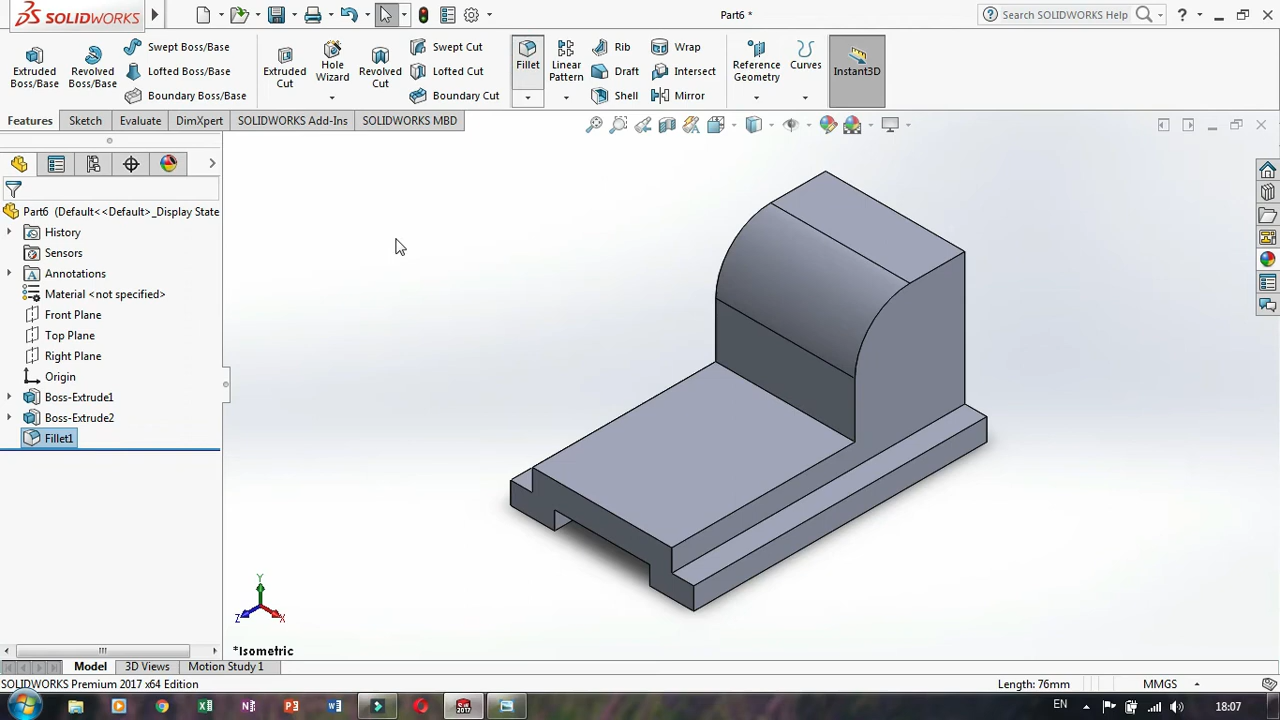 SOLIDWORKS
Part6 *
Search SOLIDWORKS Help
Extruded Boss/Base
Revolved Boss/Base
Swept Boss/Base
Lofted Boss/Base
Boundary Boss/Base
Extruded Cut
Hole Wizard
Revolved Cut
Swept Cut
Lofted Cut
Boundary Cut
Fillet
Linear Pattern
Rib
Draft
Shell
Wrap
Intersect
Mirror
Reference Geometry
Curves
Instant3D
Features
Sketch
Evaluate
DimXpert
SOLIDWORKS Add-Ins
SOLIDWORKS MBD
Part6 (Default<<Default>_Display State
History
Sensors
Annotations
Material <not specified>
Front Plane
Top Plane
Right Plane
Origin
Boss-Extrude1
Boss-Extrude2
Fillet1
Y
Z
X
*Isometric
Model
3D Views
Motion Study 1
SOLIDWORKS Premium 2017 x64 Edition
Length: 76mm
MMGS
EN
18:07